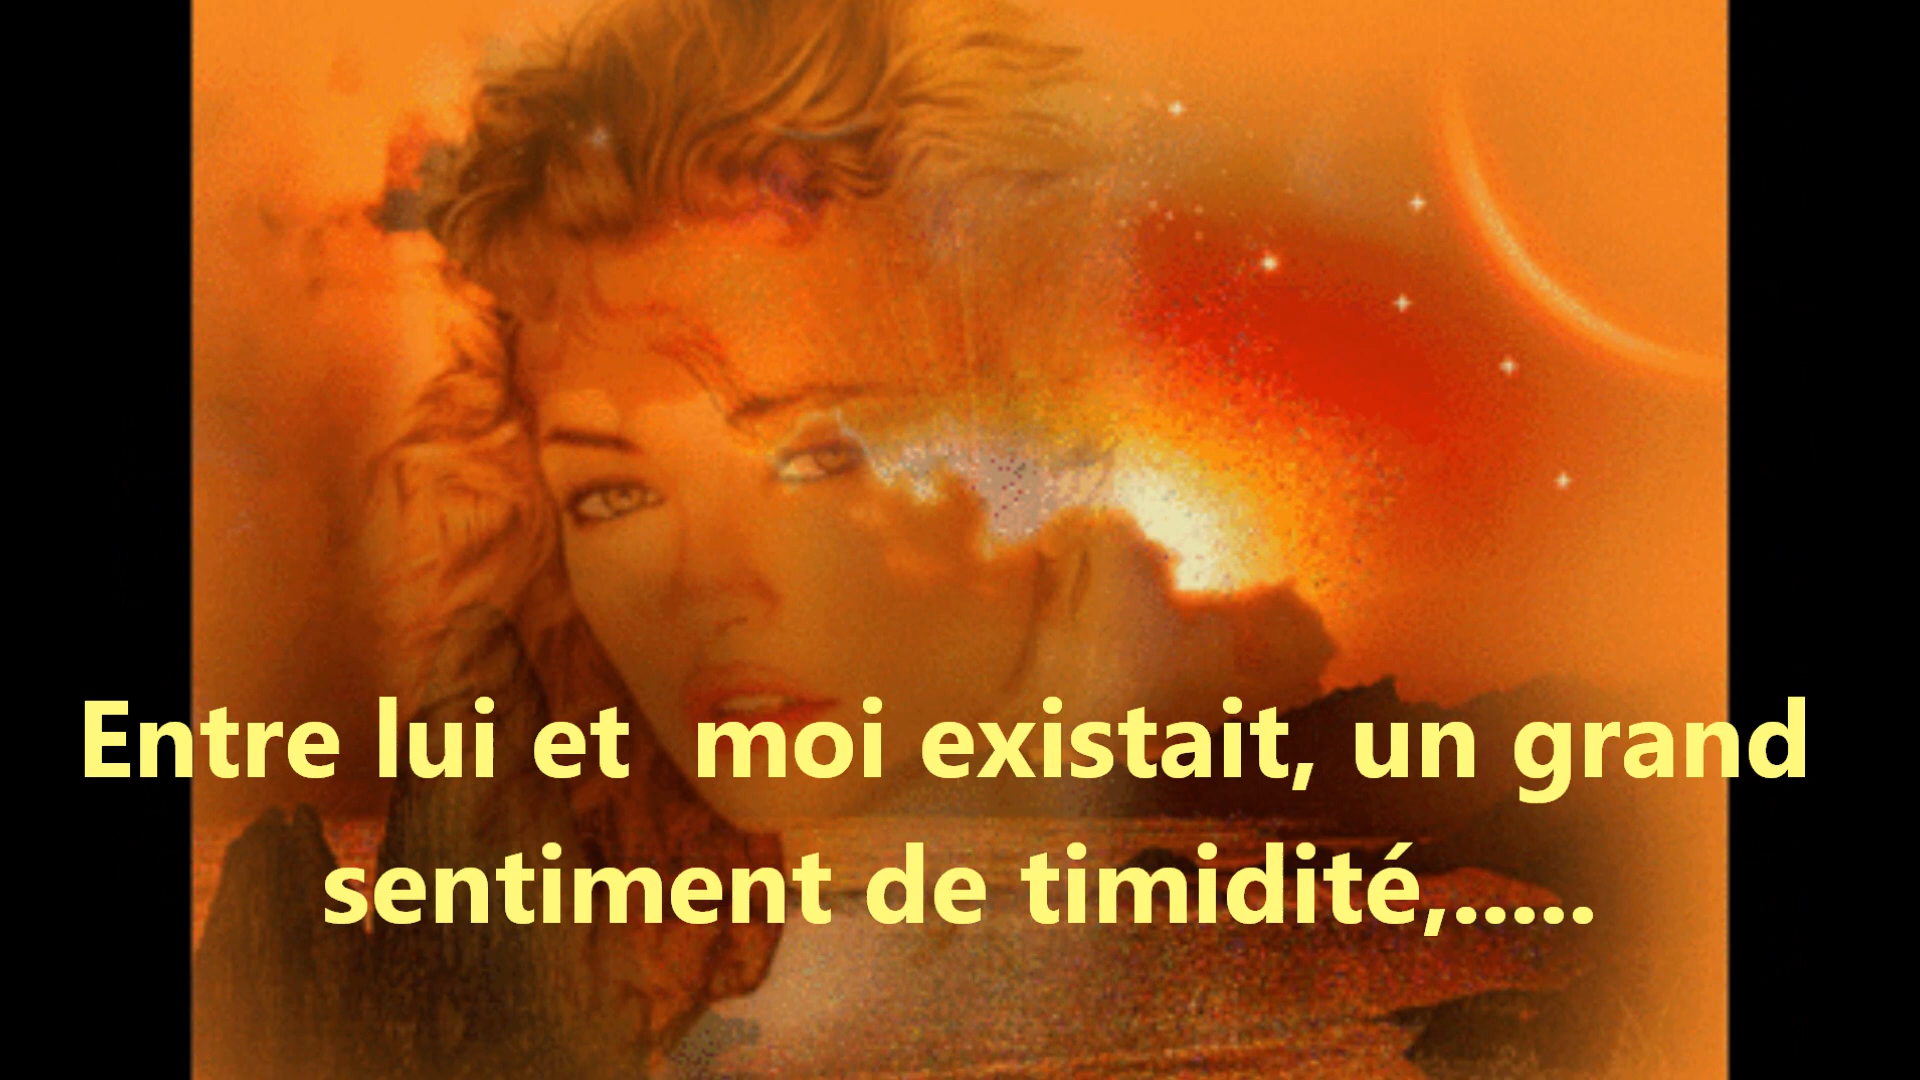 Entre lui et  moi existait, un grand
sentiment de timidité,.....